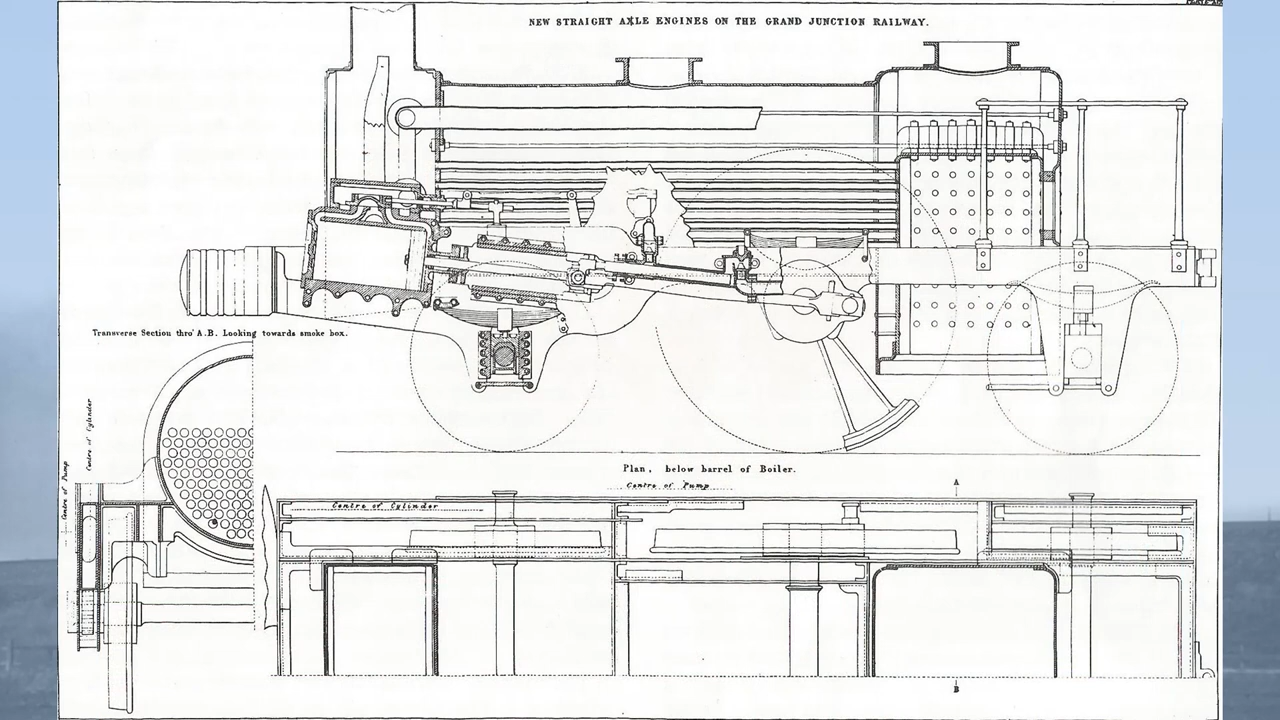 NEW STRAIGHT AXLE ENGINES ON THE GRAND JUNCTION RAILWAY.
Transverse Section thro' A.B. Looking towards smoke box.
Centre of Pump
Centre of Cylinder
Plan, below barrel of Boiler.
Centre of Pump
A
Centre of Cylinder
B